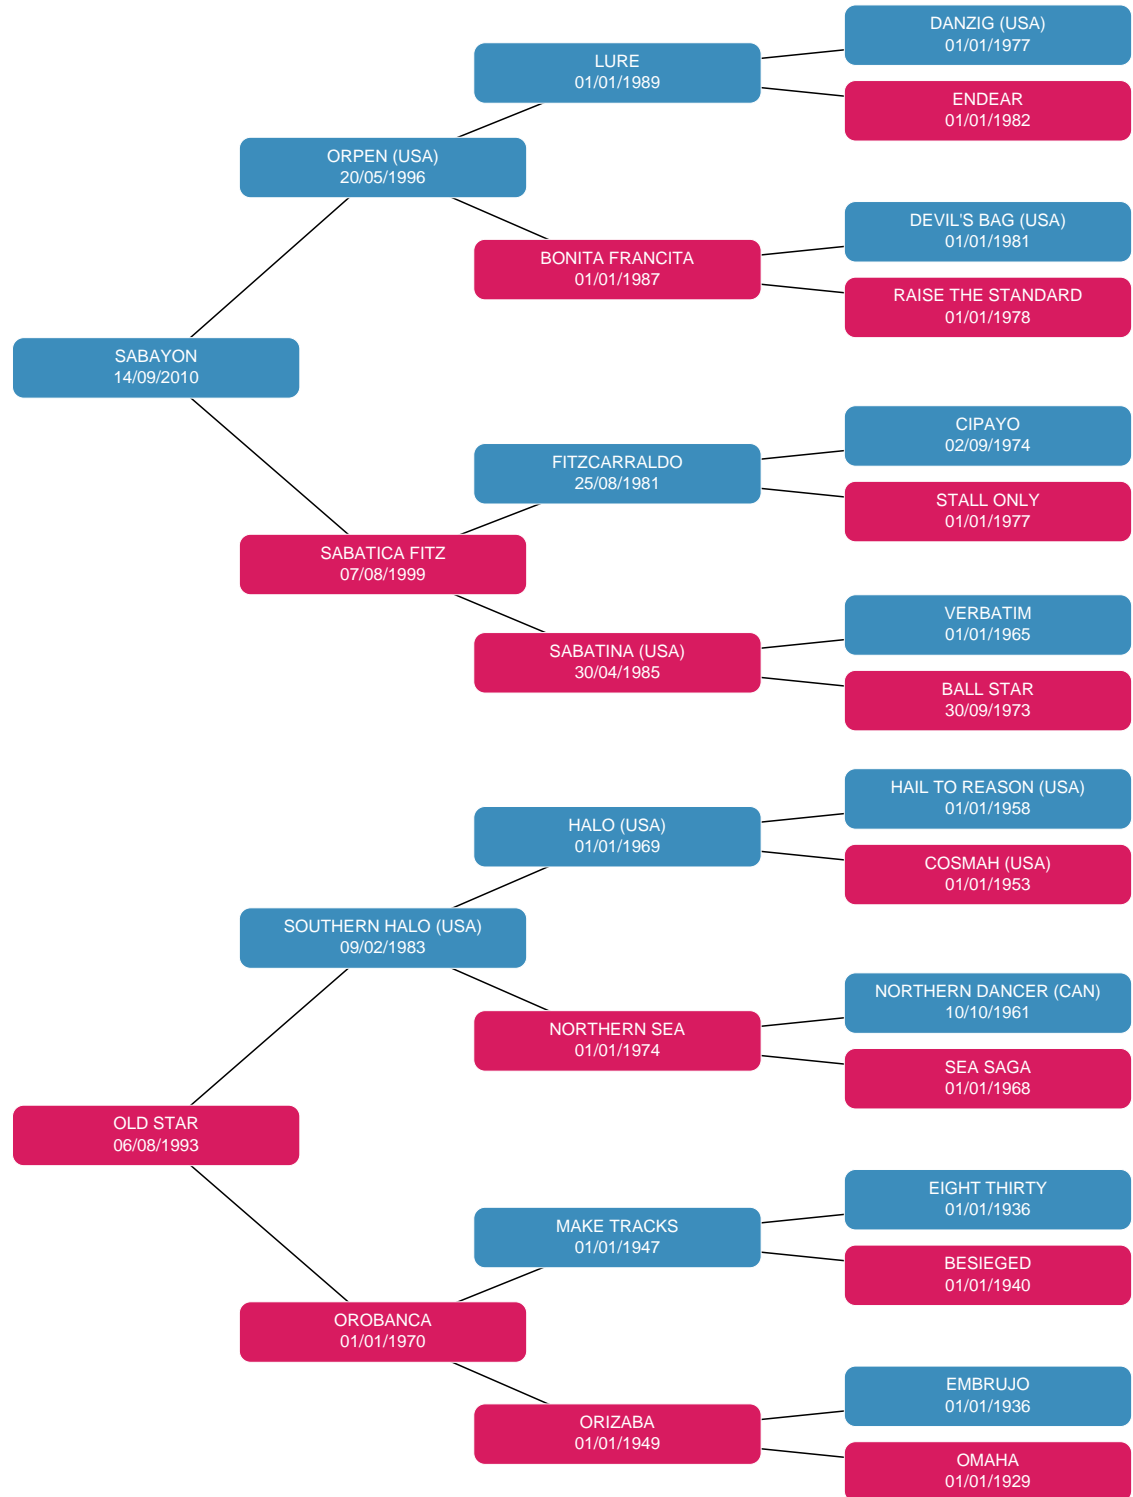 DANZIG (USA)
01/01/1977
LURE
01/01/1989
ENDEAR
01/01/1982
ORPEN (USA)
20/05/1996
DEVIL'S BAG (USA)
01/01/1981
BONITA FRANCITA
01/01/1987
RAISE THE STANDARD
01/01/1978
SABAYON
14/09/2010
CIPAYO
02/09/1974
FITZCARRALDO
25/08/1981
STALL ONLY
01/01/1977
SABATICA FITZ
07/08/1999
VERBATIM
01/01/1965
SABATINA (USA)
30/04/1985
BALL STAR
30/09/1973
HAIL TO REASON (USA)
01/01/1958
HALO (USA)
01/01/1969
COSMAH (USA)
01/01/1953
SOUTHERN HALO (USA)
09/02/1983
NORTHERN DANCER (CAN)
10/10/1961
NORTHERN SEA
01/01/1974
SEA SAGA
01/01/1968
OLD STAR
06/08/1993
EIGHT THIRTY
01/01/1936
MAKE TRACKS
01/01/1947
BESIEGED
01/01/1940
OROBANCA
01/01/1970
EMBRUJO
01/01/1936
ORIZABA
01/01/1949
OMAHA
01/01/1929